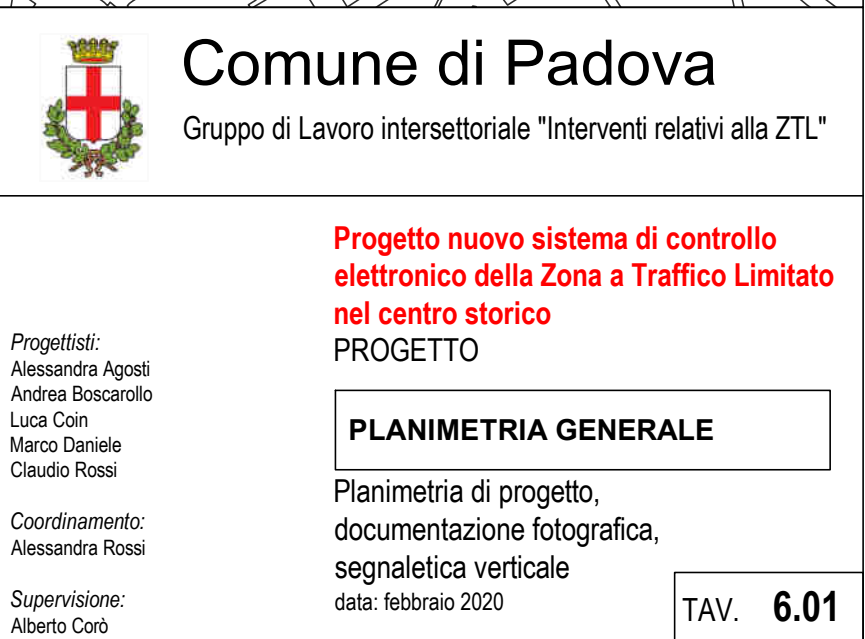 Comune di Padova
Gruppo di Lavoro intersettoriale "Interventi relativi alla ZTL"
Progetto nuovo sistema di controllo
elettronico della Zona a Traffico Limitato
nel centro storico
PROGETTO
Progettisti:
Alessandra Agosti
Andrea Boscarollo
Luca Coin
Marco Daniele
Claudio Rossi
Coordinamento:
Alessandra Rossi
Supervisione:
Alberto Corò
PLANIMETRIA GENERALE
Planimetria di progetto,
documentazione fotografica,
segnaletica verticale
data: febbraio 2020
TAV. 6.01